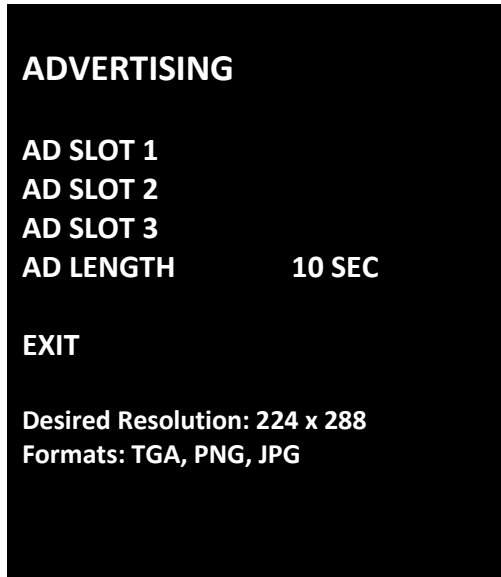 ADVERTISING
AD SLOT 1
AD SLOT 2
AD SLOT 3
AD LENGTH 10 SEC
EXIT
Desired Resolution: 224 x 288
Formats: TGA, PNG, JPG